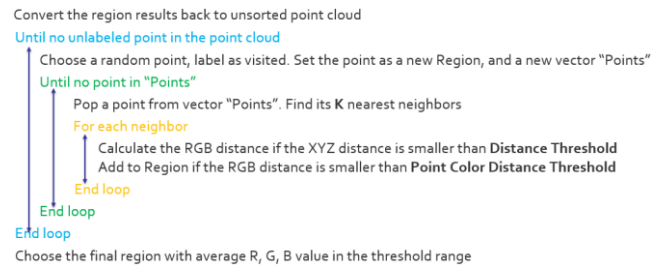 Convert the region results back to unsorted point cloud
Until no unlabeled point in the point cloud
Choose a random point, label as visited. Set the point as a new Region, and a new vector “Points”
Until no point in “Points”
Pop a point from vector “Points”. Find its K nearest neighbors
For each neighbor
Calculate the RGB distance if the XYZ distance is smaller than Distance Threshold
Add to Region if the RGB distance is smaller than Point Color Distance Threshold
End loop
End loop
End loop
Choose the final region with average R, G, B value in the threshold range